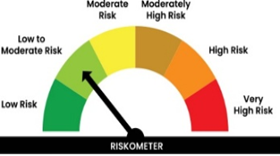 Moderate
Risk
Moderately
High Risk
Low to
Moderate Risk
High Risk
Low Risk
Very
High Risk
RISKOMETER